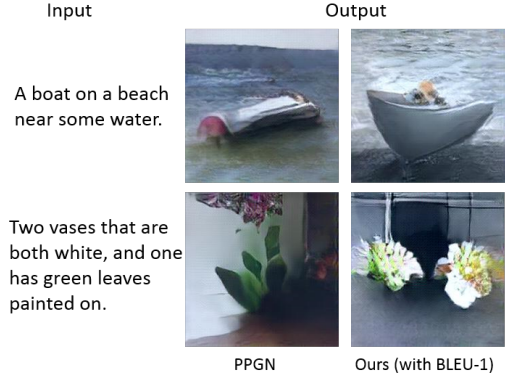 Input
Output
A boat on a beach
near some water.
Two vases that are
both white, and one
has green leaves
painted on.
PPGN
Ours (with BLEU-1)